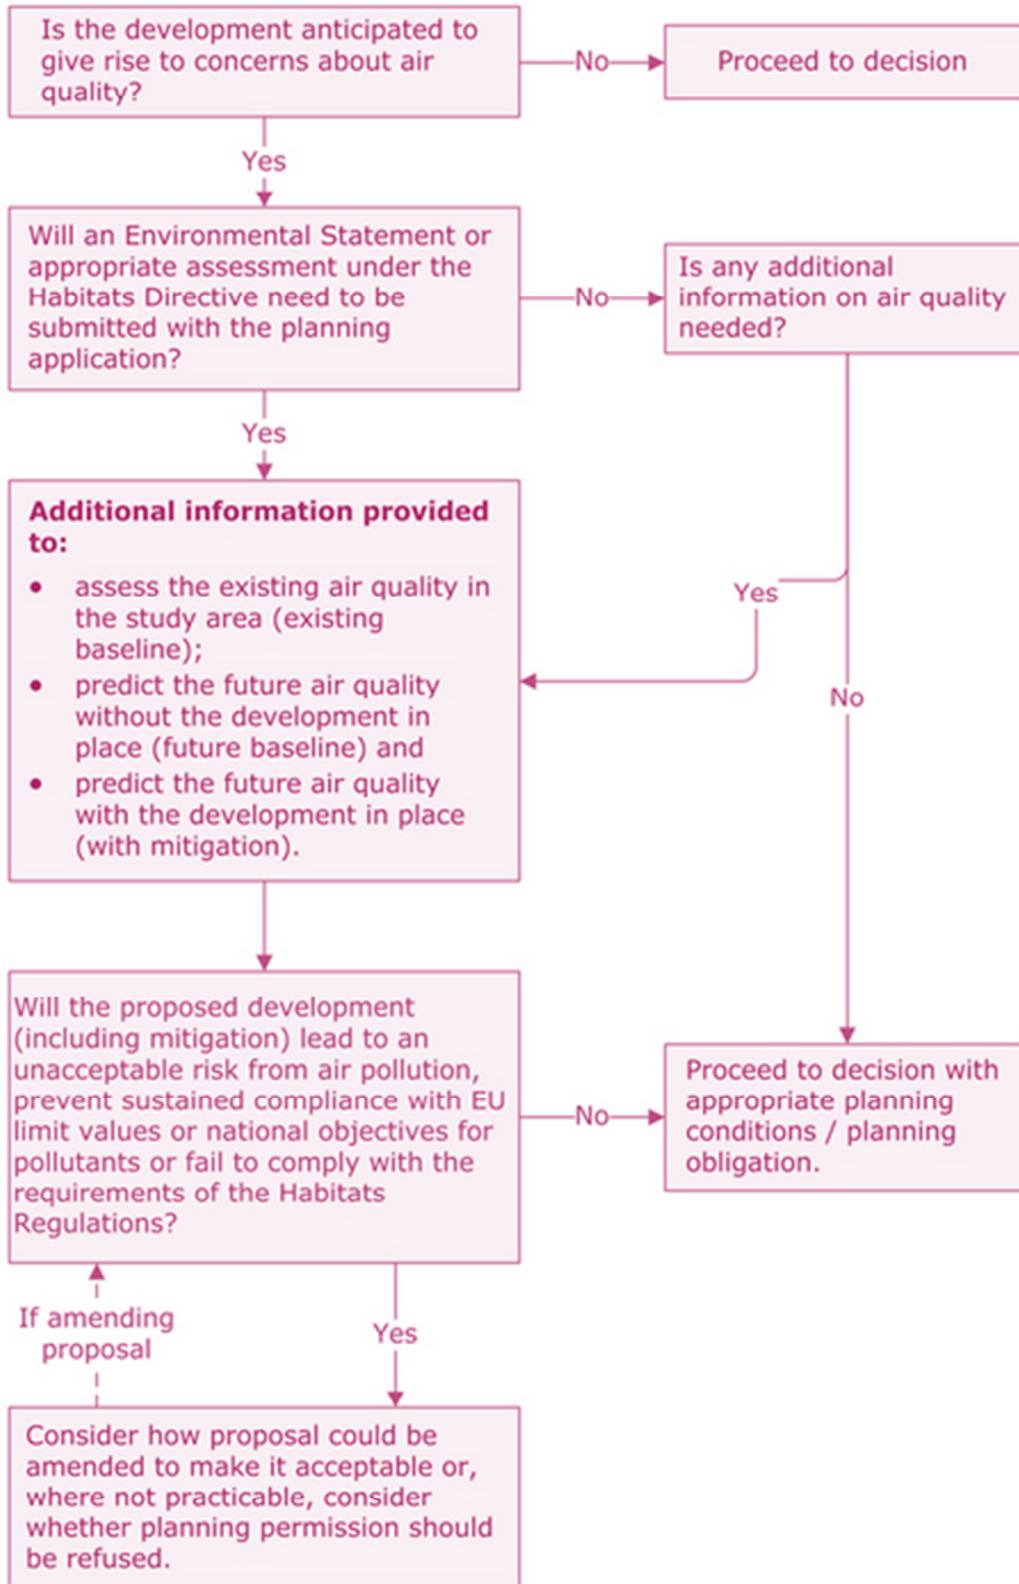 Is the development anticipated to
give rise to concerns about air
quality?
No
Proceed to decision
Yes
Will an Environmental Statement or
appropriate assessment under the
Habitats Directive need to be
submitted with the planning
application?
No
Is any additional
information on air quality
needed?
Yes
Additional information provided
to:
• assess the existing air quality in
the study area (existing
baseline);
• predict the future air quality
without the development in
place (future baseline) and
• predict the future air quality
with the development in place
(with mitigation).
Yes
No
Will the proposed development
(including mitigation) lead to an
unacceptable risk from air pollution,
prevent sustained compliance with EU
limit values or national objectives for
pollutants or fail to comply with the
requirements of the Habitats
Regulations?
No
Proceed to decision with
appropriate planning
conditions / planning
obligation.
If amending
proposal
Yes
Consider how proposal could be
amended to make it acceptable or,
where not practicable, consider
whether planning permission should
be refused.